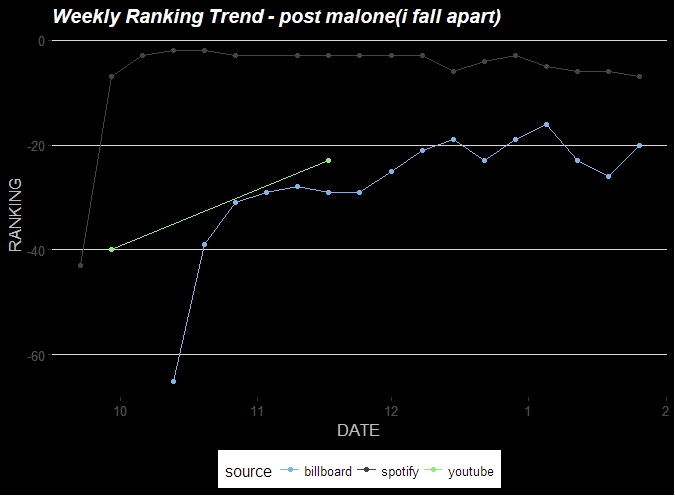 Weekly Ranking Trend - post malone(i fall apart)
0
-20
-40
-60
RANKING
10 11 12 1 2
DATE
source billboard spotify youtube